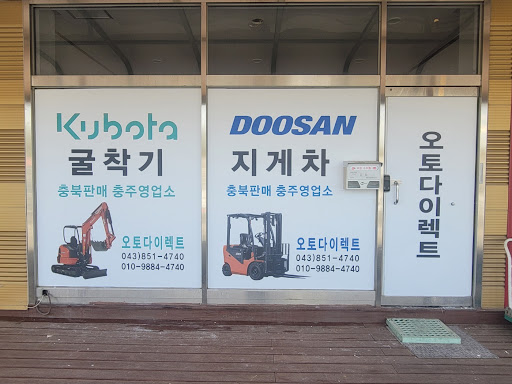 Kubota
굴착기
충북판매 충주영업소
오토다이렉트
043)851-4740
010-9884-4740
DOOSAN
지게차
충북판매 충주영업소
오토다이렉트
043)851-4740
010-9884-4740
오토다이렉트